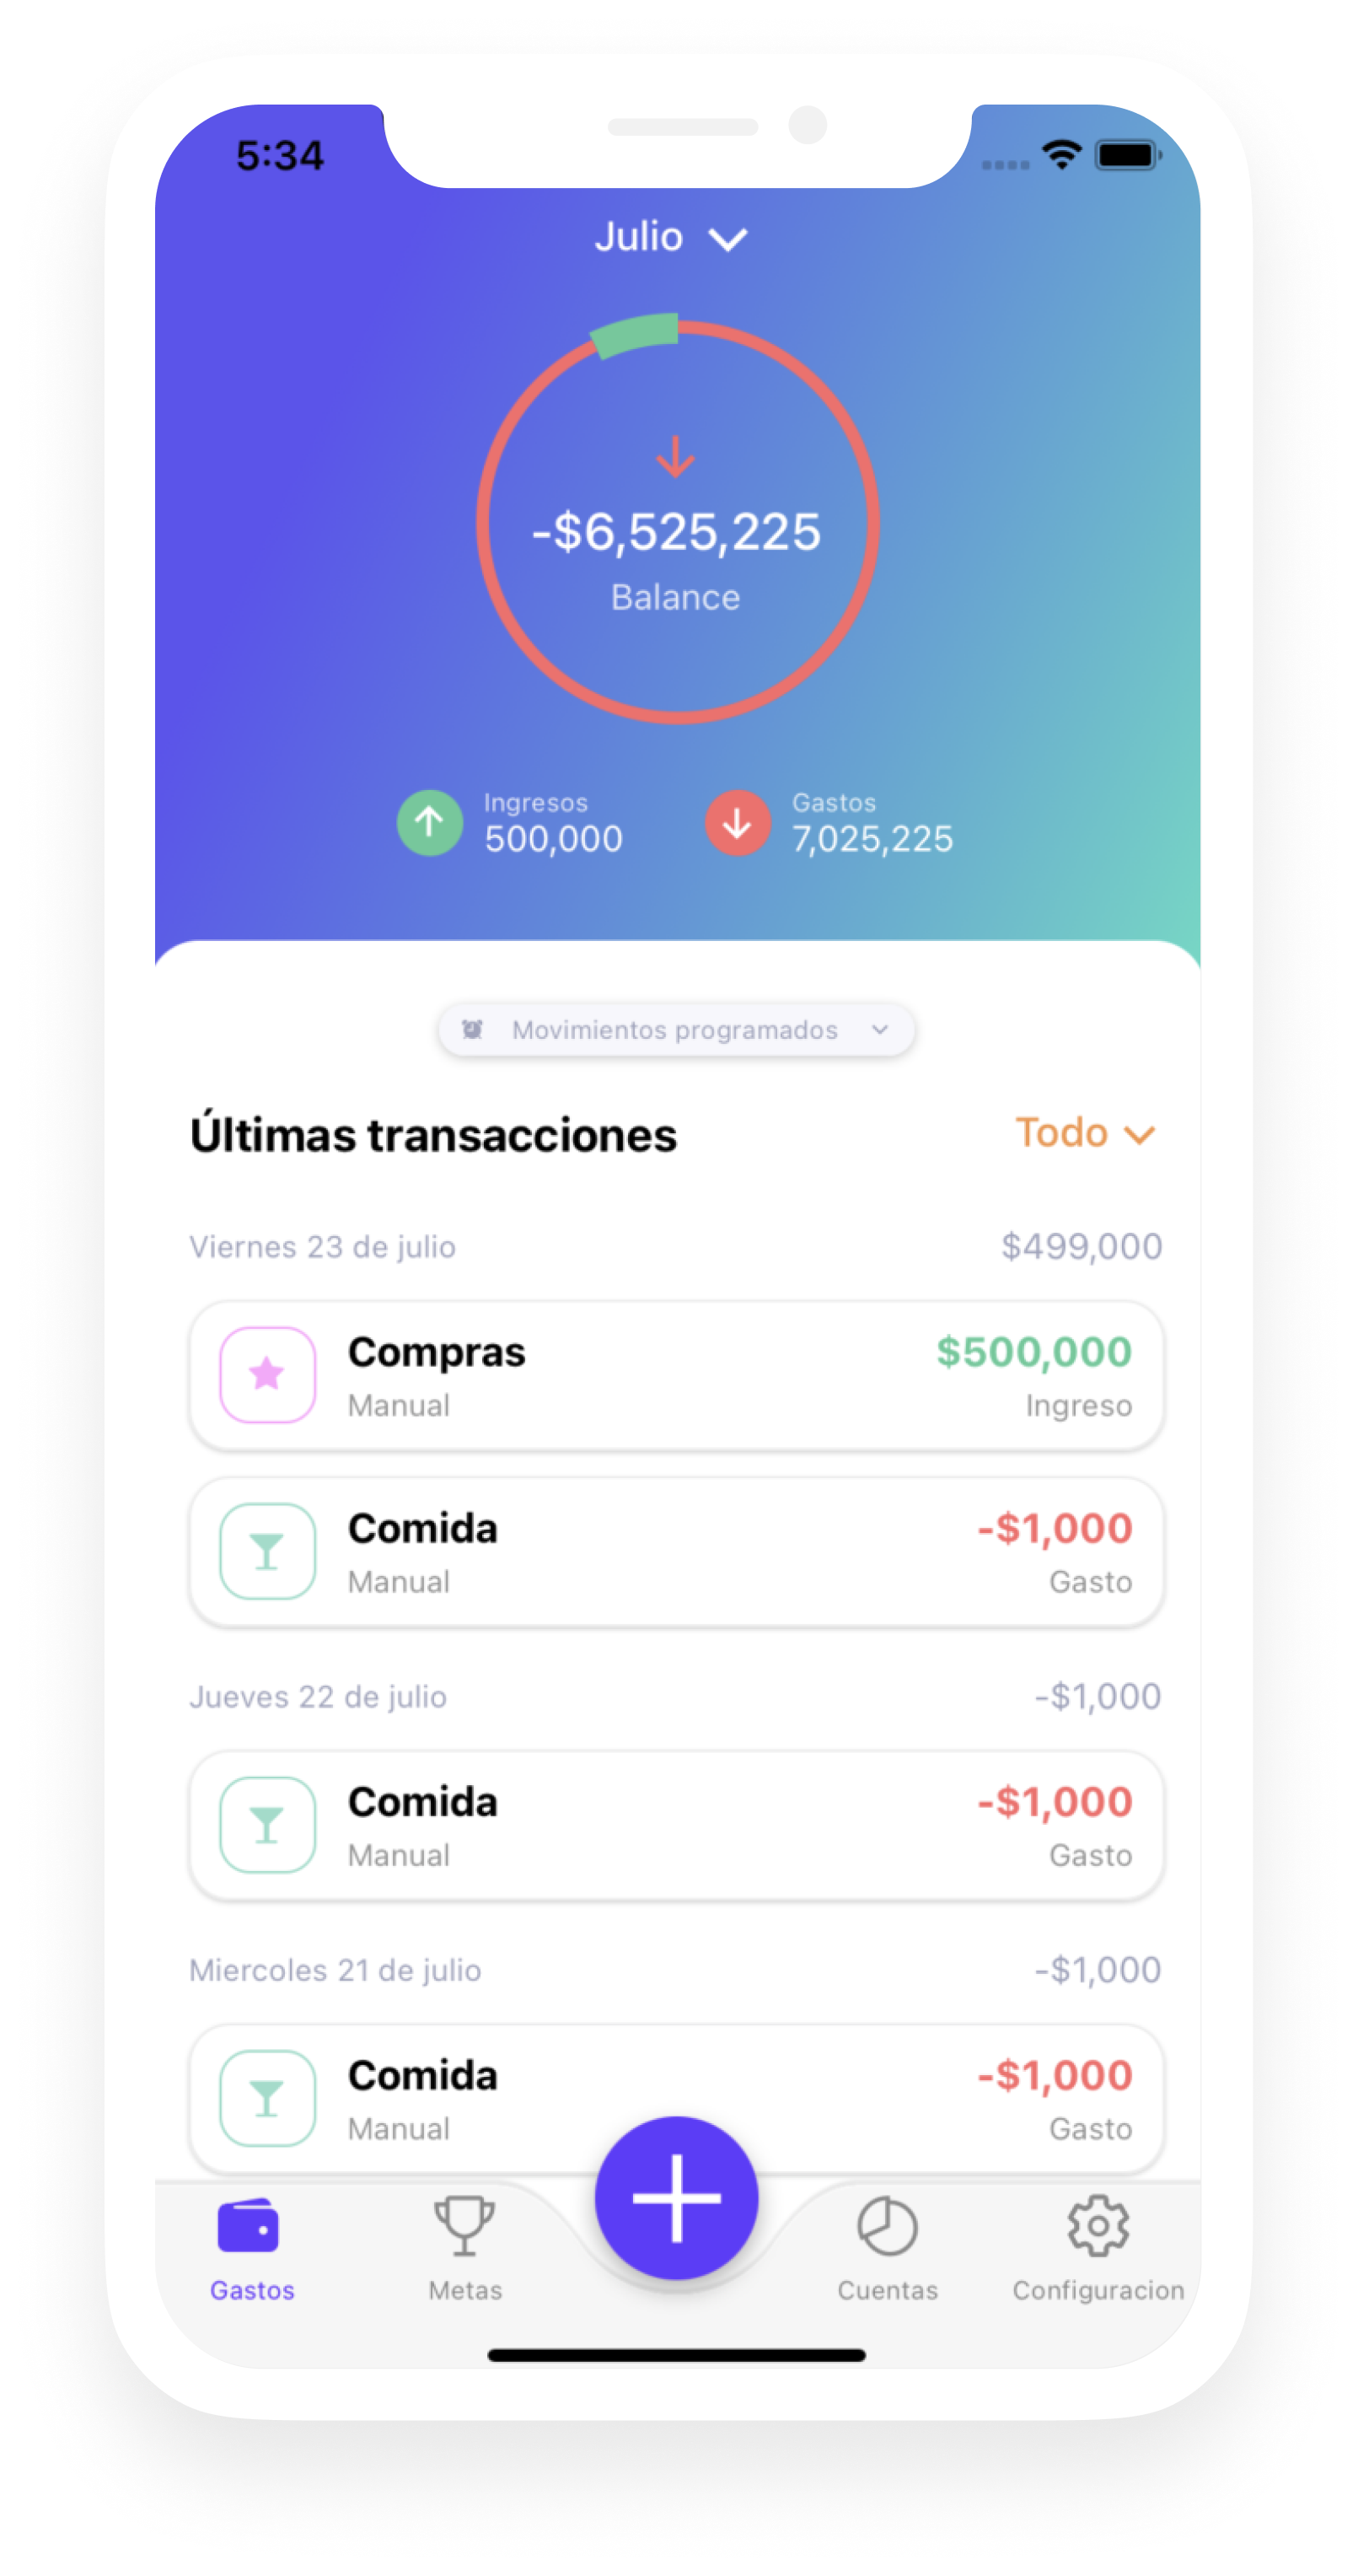 5:34
Julio
-$6,525,225
Balance
Ingresos
500,000
Gastos
7,025,225
Movimientos programados
Últimas transacciones
Todo
Viernes 23 de julio
$499,000
Compras
$500,000
Manual
Ingreso
Comida
-$1,000
Manual
Gasto
Jueves 22 de julio
-$1,000
Comida
-$1,000
Manual
Gasto
Miercoles 21 de julio
-$1,000
Comida
-$1,000
Manual
Gasto
Gastos
Metas
Cuentas
Configuracion